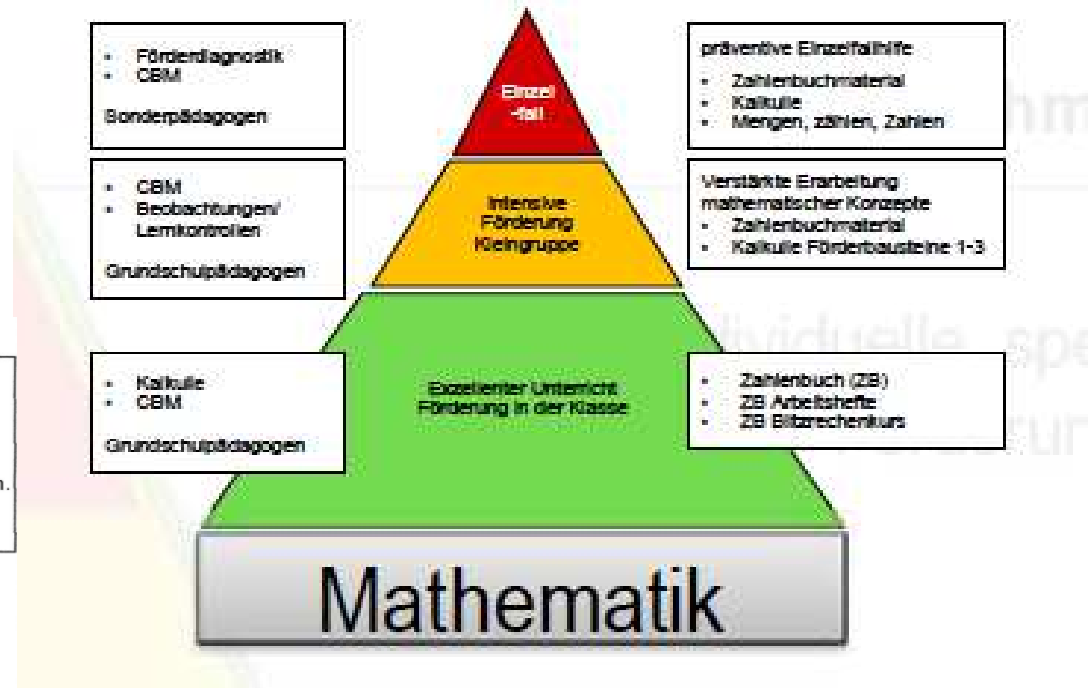 • Förderdiagnostik
• CBM
Sonderpädagogen
Einzel
-fall
präventive Einzelfallhilfe
• Zahlenbuchmaterial
• Kalkulie
• Mengen, zählen, Zahlen
• CBM
• Beobachtungen/
Lernkontrollen
Grundschulpädagogen
Intensive
Förderung
Kleingruppe
Verstärkte Erarbeitung
mathematischer Konzepte
• Zahlenbuchmaterial
• Kalkulie Förderbausteine 1-3
• Kalkulie
• CBM
Grundschulpädagogen
Exzellenter Unterricht
Förderung in der Klasse
• Zahlenbuch (ZB)
• ZB Arbeitshefte
• ZB Blitzrechenkurs
Mathematik